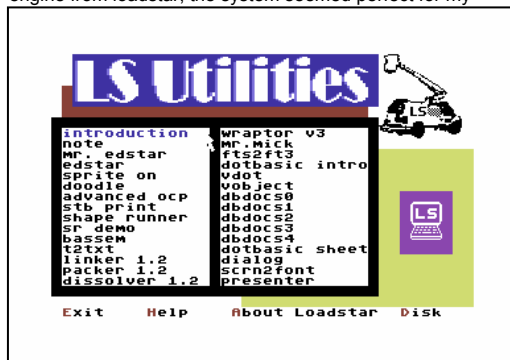 engine from loadstar, the system seemed perfect for my
LS Utilities
LS
introduction
note
mr. edstar
edstar
sprite on
doodle
advanced ocp
stb print
shape runner
sr demo
bassem
t2txt
linker 1.2
packer 1.2
dissolver 1.2
wraptor v3
mr.mick
fts2ft3
dotbasic intro
vdot
vobject
dbdocs0
dbdocs1
dbdocs2
dbdocs3
dbdocs4
dotbasic sheet
dialog
scrn2font
presenter
LS
Exit Help About Loadstar Disk